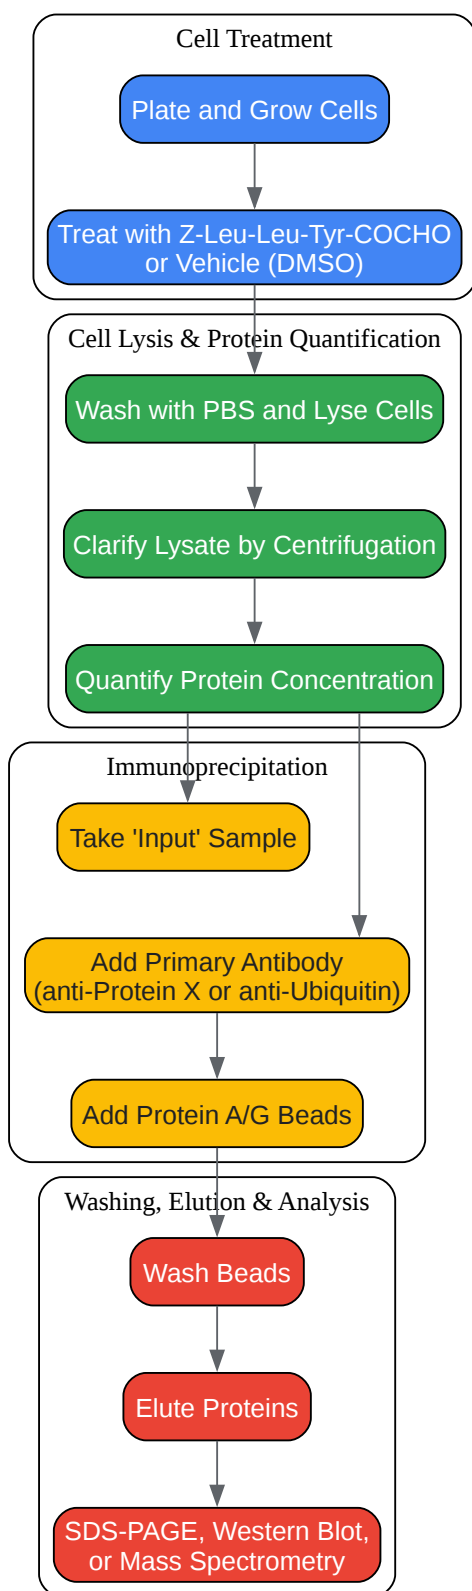 Cell Treatment
Plate and Grow Cells
Treat with Z-Leu-Leu-Tyr-COCHO
or Vehicle (DMSO)
Cell Lysis & Protein Quantification
Wash with PBS and Lyse Cells
Clarify Lysate by Centrifugation
Quantify Protein Concentration
Immunoprecipitation
Take 'Input' Sample
Add Primary Antibody
(anti-Protein X or anti-Ubiquitin)
Add Protein A/G Beads
Washing, Elution & Analysis
Wash Beads
Elute Proteins
SDS-PAGE, Western Blot,
or Mass Spectrometry